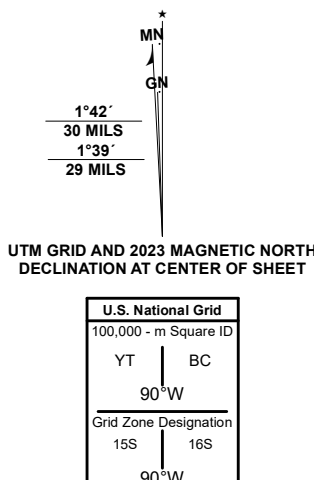 ★
MN
GN
1°42´
30 MILS
1°39´
29 MILS
UTM GRID AND 2023 MAGNETIC NORTH
DECLINATION AT CENTER OF SHEET
U.S. National Grid
100,000 - m Square ID
YT BC
90°W
Grid Zone Designation
15S 16S
90°W